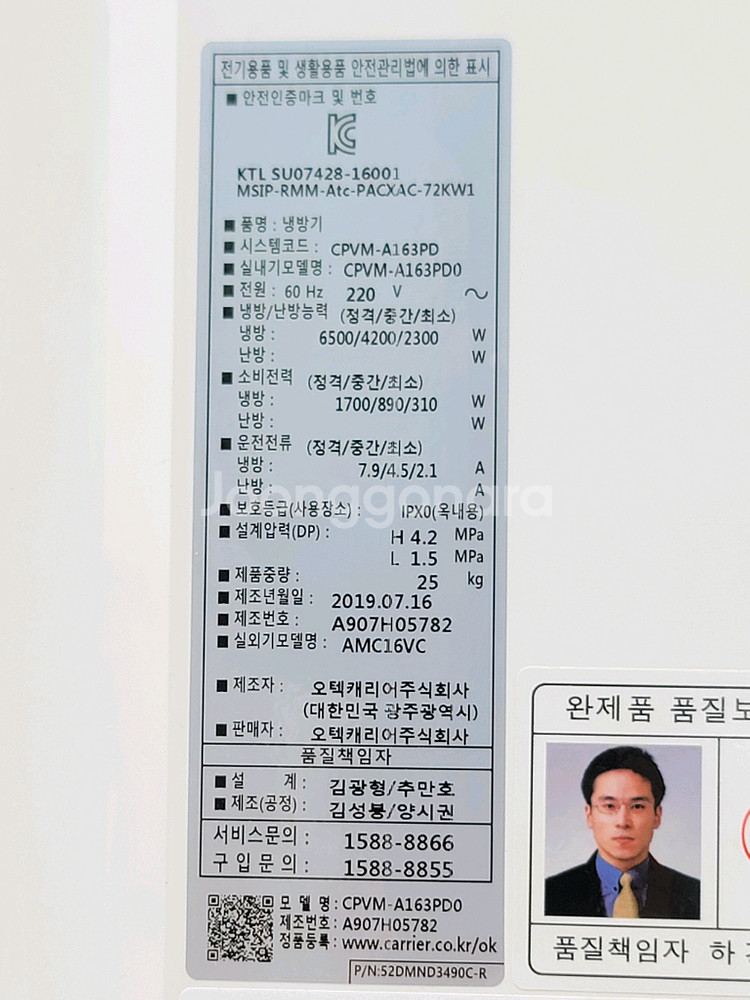 전기용품 및 생활용품 안전관리법에 의한 표시
■ 안전인증마크 및 번호
KTL SU07428-16001
MSIP-RMM-Atc-PACXAC-72KW1
■ 품명 : 냉방기
■ 시스템코드 : CPVM-A163PD
■ 실내기모델명 : CPVM-A163PD0
■ 전원 : 60 Hz 220 V ~
■ 냉방/난방능력 (정격/중간/최소)
냉방 : 6500/4200/2300 W
난방 : W
■ 소비전력 (정격/중간/최소)
냉방 : 1700/890/310 W
난방 : W
■ 운전전류 (정격/중간/최소)
냉방 : 7.9/4.5/2.1 A
난방 : A
Joonggonara
■ 보호등급(사용장소) : IPX0(옥내용)
■ 설계압력(DP) : H 4.2 MPa
L 1.5 MPa
■ 제품중량 : 25 kg
■ 제조년월일 : 2019.07.16
■ 제조번호 : A907H05782
■ 실외기모델명 : AMC16VC
■ 제조자 : 오텍캐리어주식회사
(대한민국 광주광역시)
■ 판매자 : 오텍캐리어주식회사
품질책임자
■ 설 계 : 김광형/추만호
■ 제조(공정) : 김성봉/양시권
서비스문의 : 1588-8866
구입문의 : 1588-8855
모델명 : CPVM-A163PD0
제조번호 : A907H05782
정품등록 : www.carrier.co.kr/ok
P/N:52DMND3490C-R
완제품 품질보
품질책임자 하